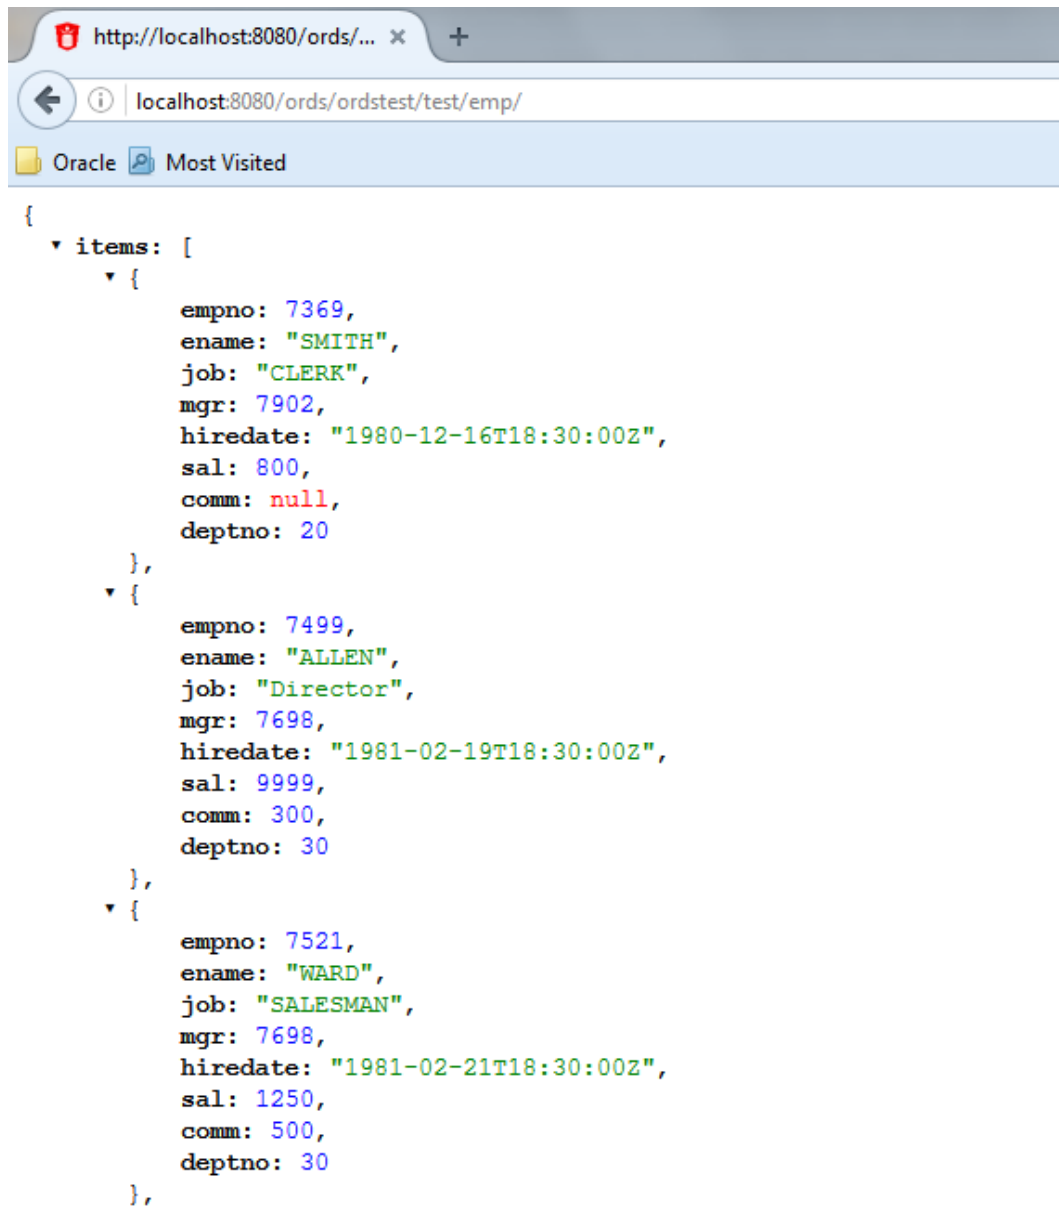 http://localhost:8080/ords/... × +
localhost:8080/ords/ordstest/test/emp/
Oracle Most Visited
{
▼ items: [
▼ {
empno: 7369,
ename: "SMITH",
job: "CLERK",
mgr: 7902,
hiredate: "1980-12-16T18:30:00Z",
sal: 800,
comm: null,
deptno: 20
},
▼ {
empno: 7499,
ename: "ALLEN",
job: "Director",
mgr: 7698,
hiredate: "1981-02-19T18:30:00Z",
sal: 9999,
comm: 300,
deptno: 30
},
▼ {
empno: 7521,
ename: "WARD",
job: "SALESMAN",
mgr: 7698,
hiredate: "1981-02-21T18:30:00Z",
sal: 1250,
comm: 500,
deptno: 30
},